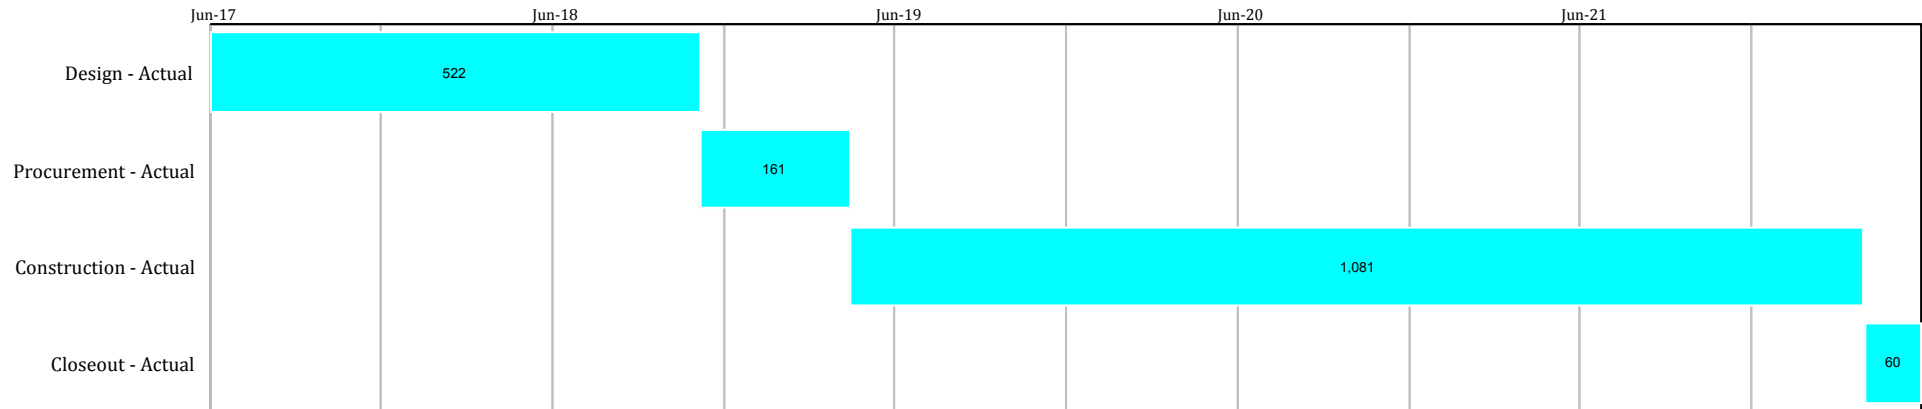 Jun-17 Jun-18 Jun-19 Jun-20 Jun-21
Design - Actual 522
Procurement - Actual 161
Construction - Actual 1,081
Closeout - Actual 60